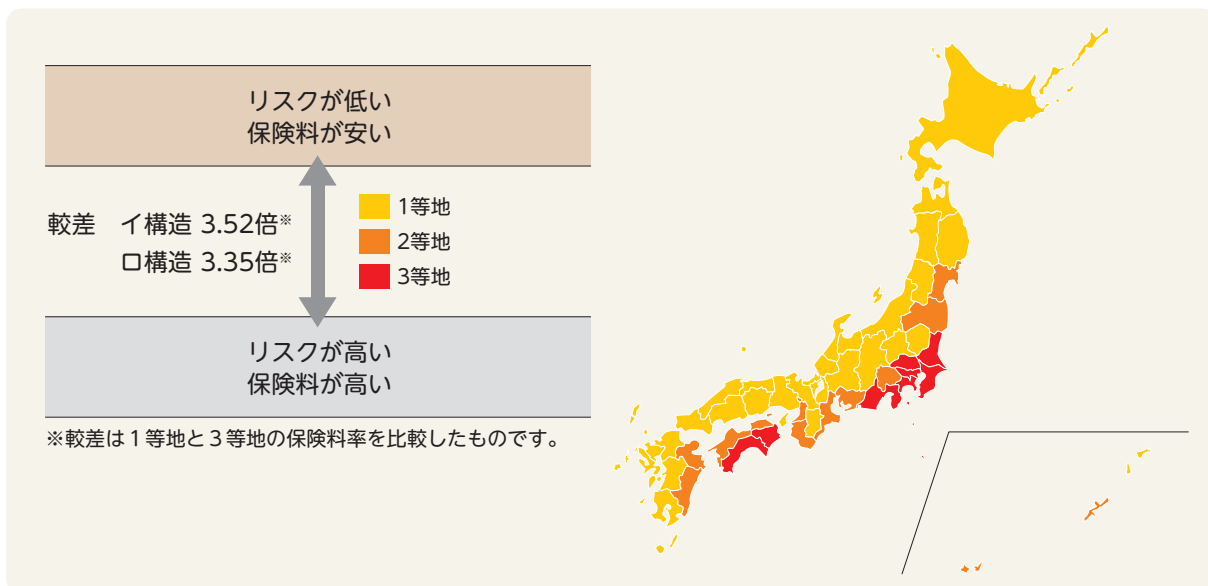 リスクが低い
保険料が安い
較差 イ構造 3.52倍※
ロ構造 3.35倍※
1等地
2等地
3等地
リスクが高い
保険料が高い
※較差は1等地と3等地の保険料率を比較したものです。